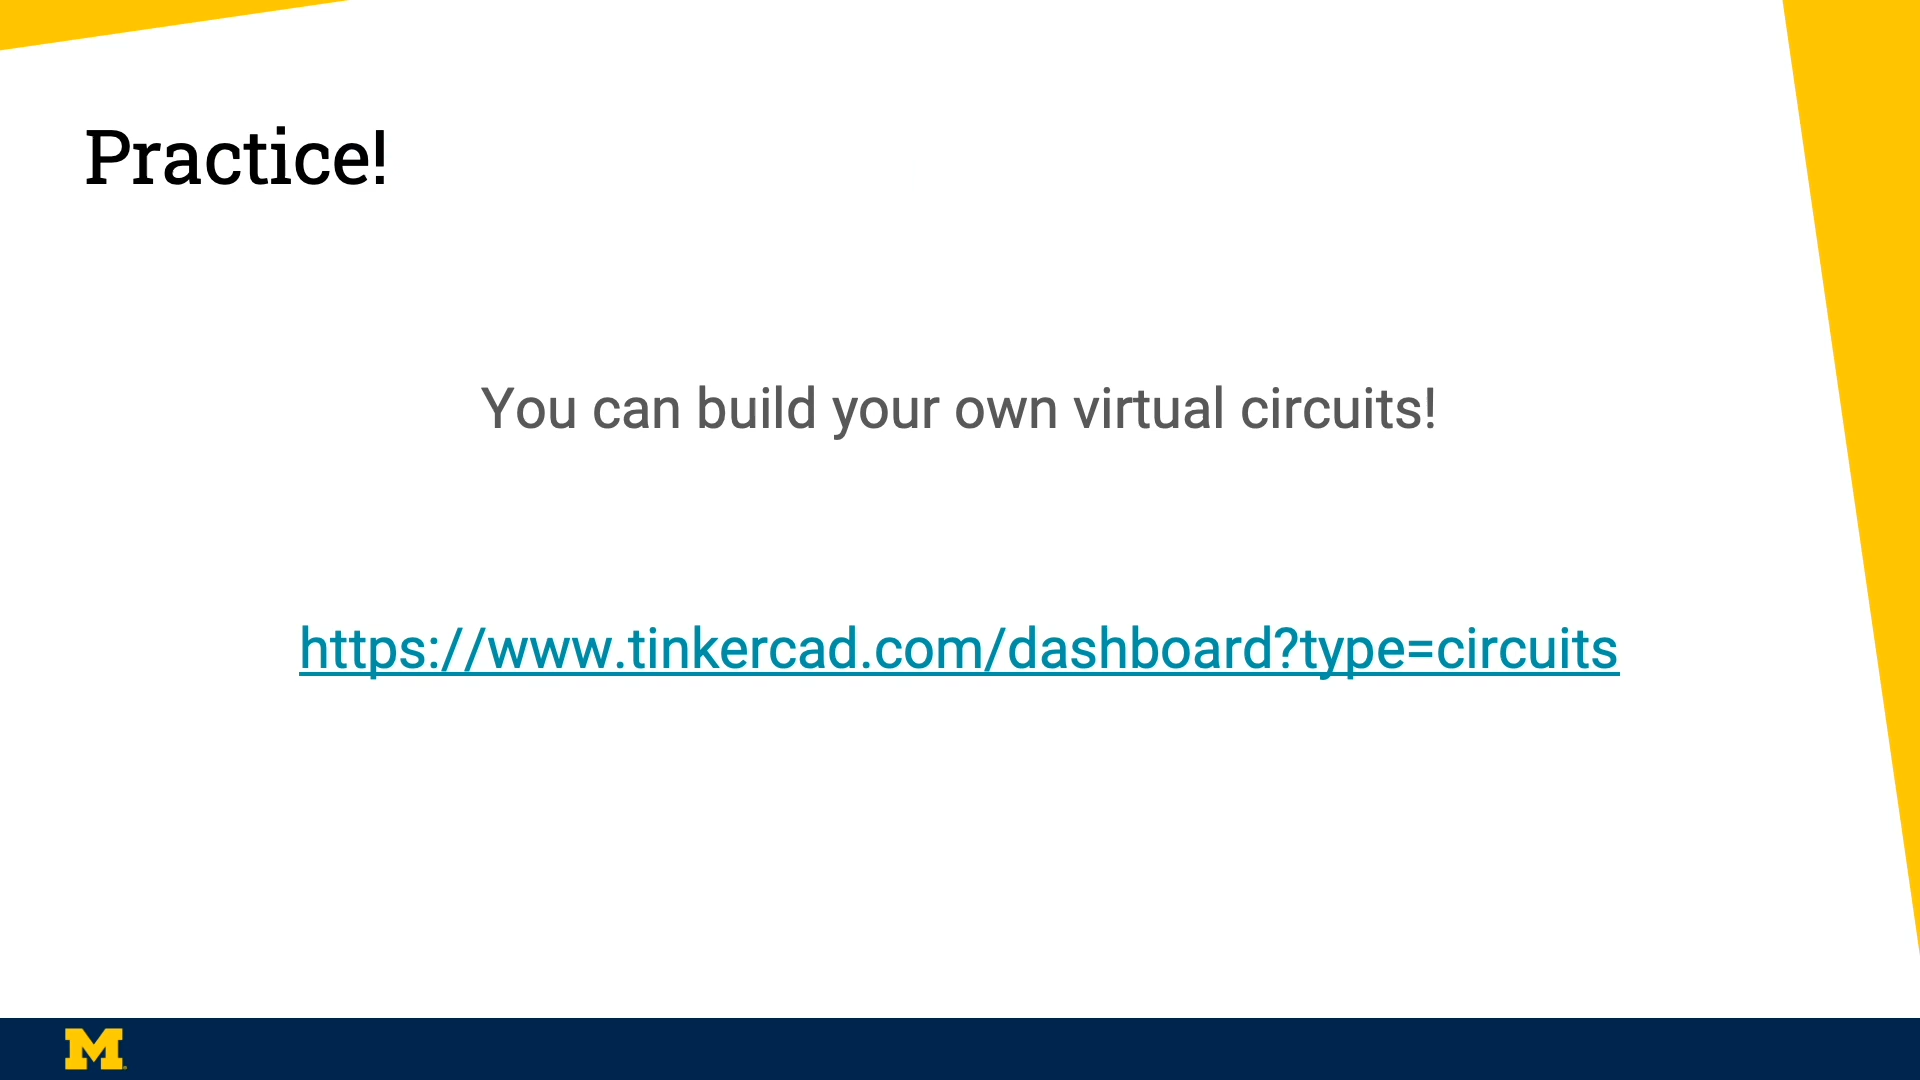 Practice!
You can build your own virtual circuits!
https://www.tinkercad.com/dashboard?type=circuits
M